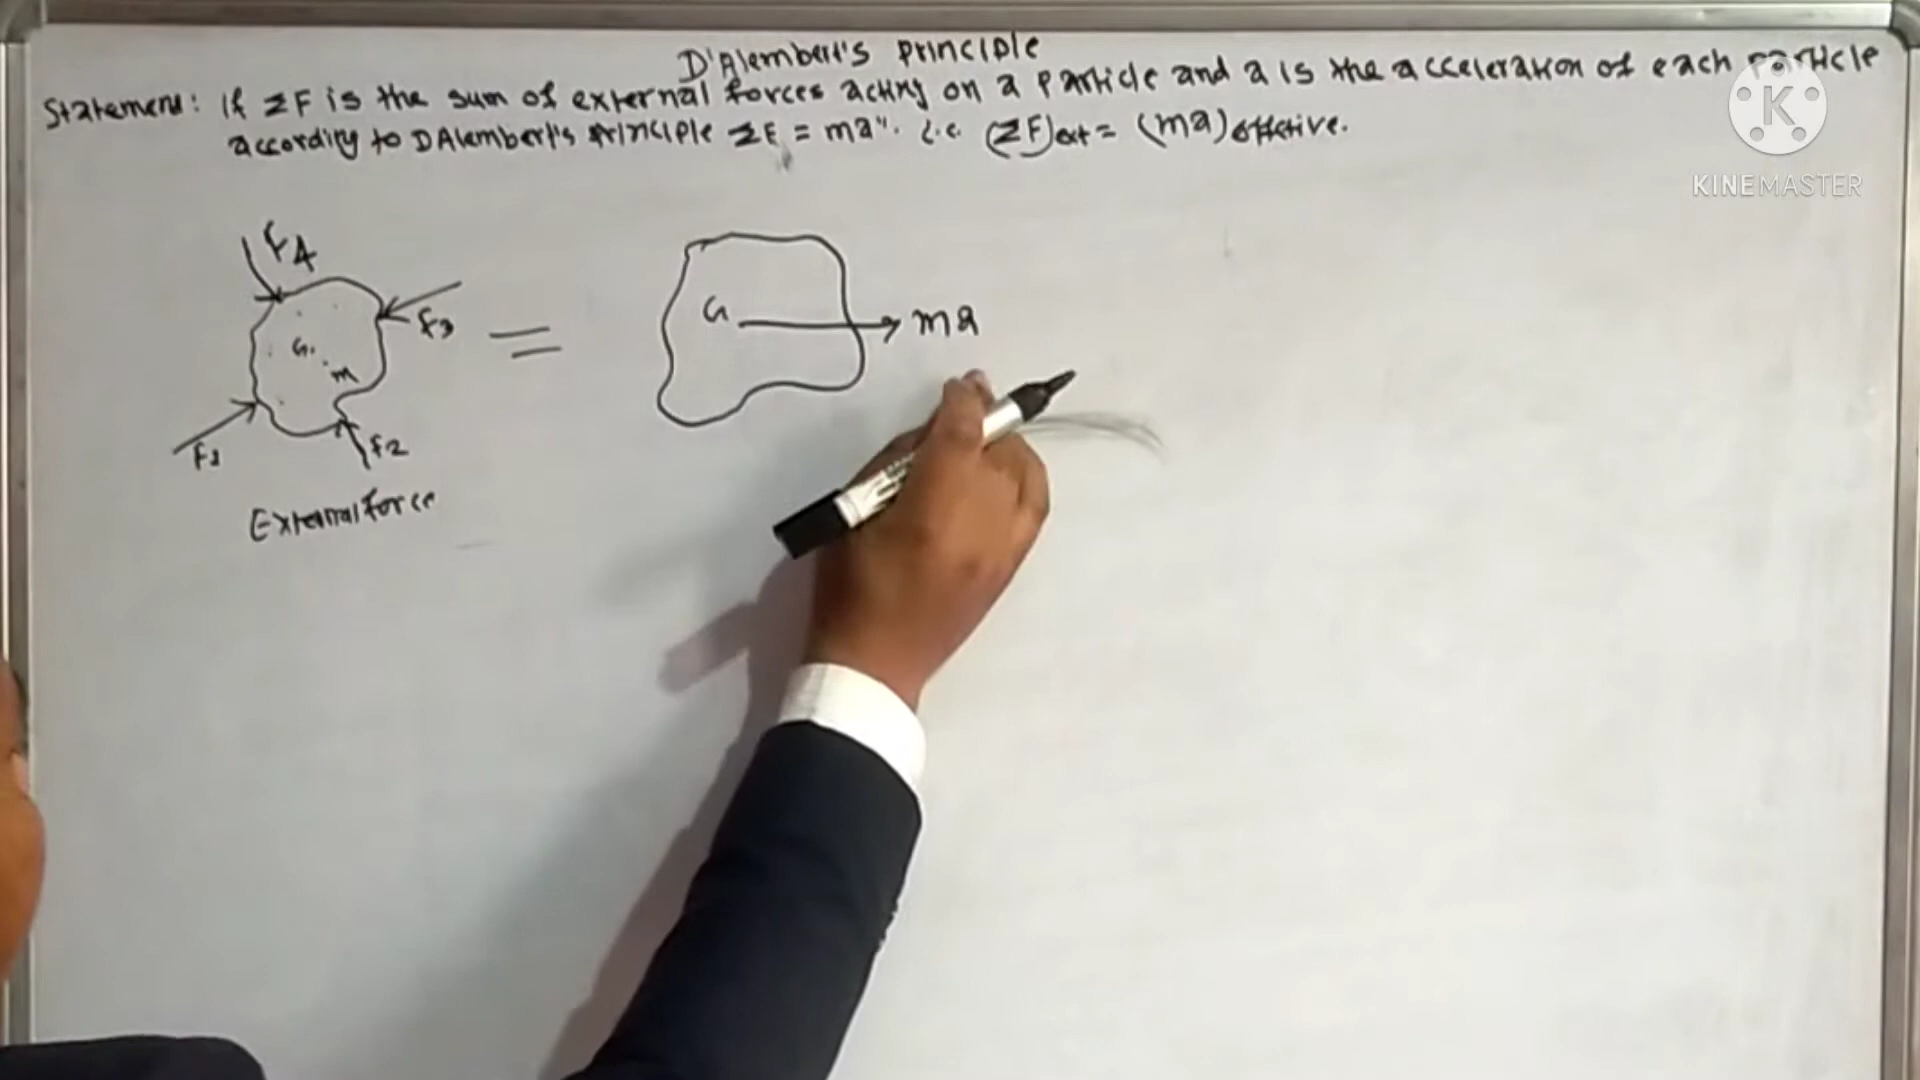 D'Alembert's principle
Statement: If ΣF is the sum of external forces acting on a particle and a is the acceleration of each particle
according to DAlembert's principle ΣF = ma". i.e. (ΣF)ext = (ma)effective.
K
KINEMASTER
F4
F3
G.
m
=
G
ma
F1
F2
External force